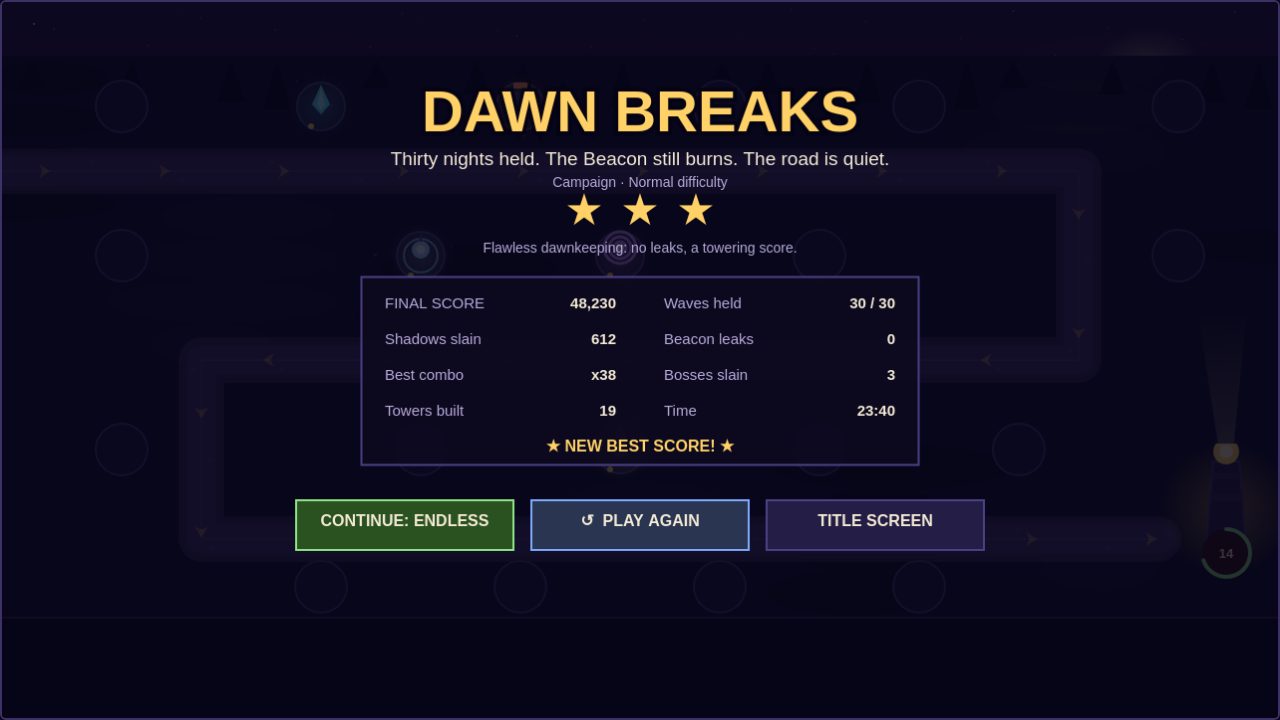 DAWN BREAKS
Thirty nights held. The Beacon still burns. The road is quiet.
Campaign · Normal difficulty
★ ★ ★
Flawless dawnkeeping: no leaks, a towering score.
FINAL SCORE 48,230 Waves held 30 / 30
Shadows slain 612 Beacon leaks 0
Best combo x38 Bosses slain 3
Towers built 19 Time 23:40
★ NEW BEST SCORE! ★
CONTINUE: ENDLESS ↺ PLAY AGAIN TITLE SCREEN
14